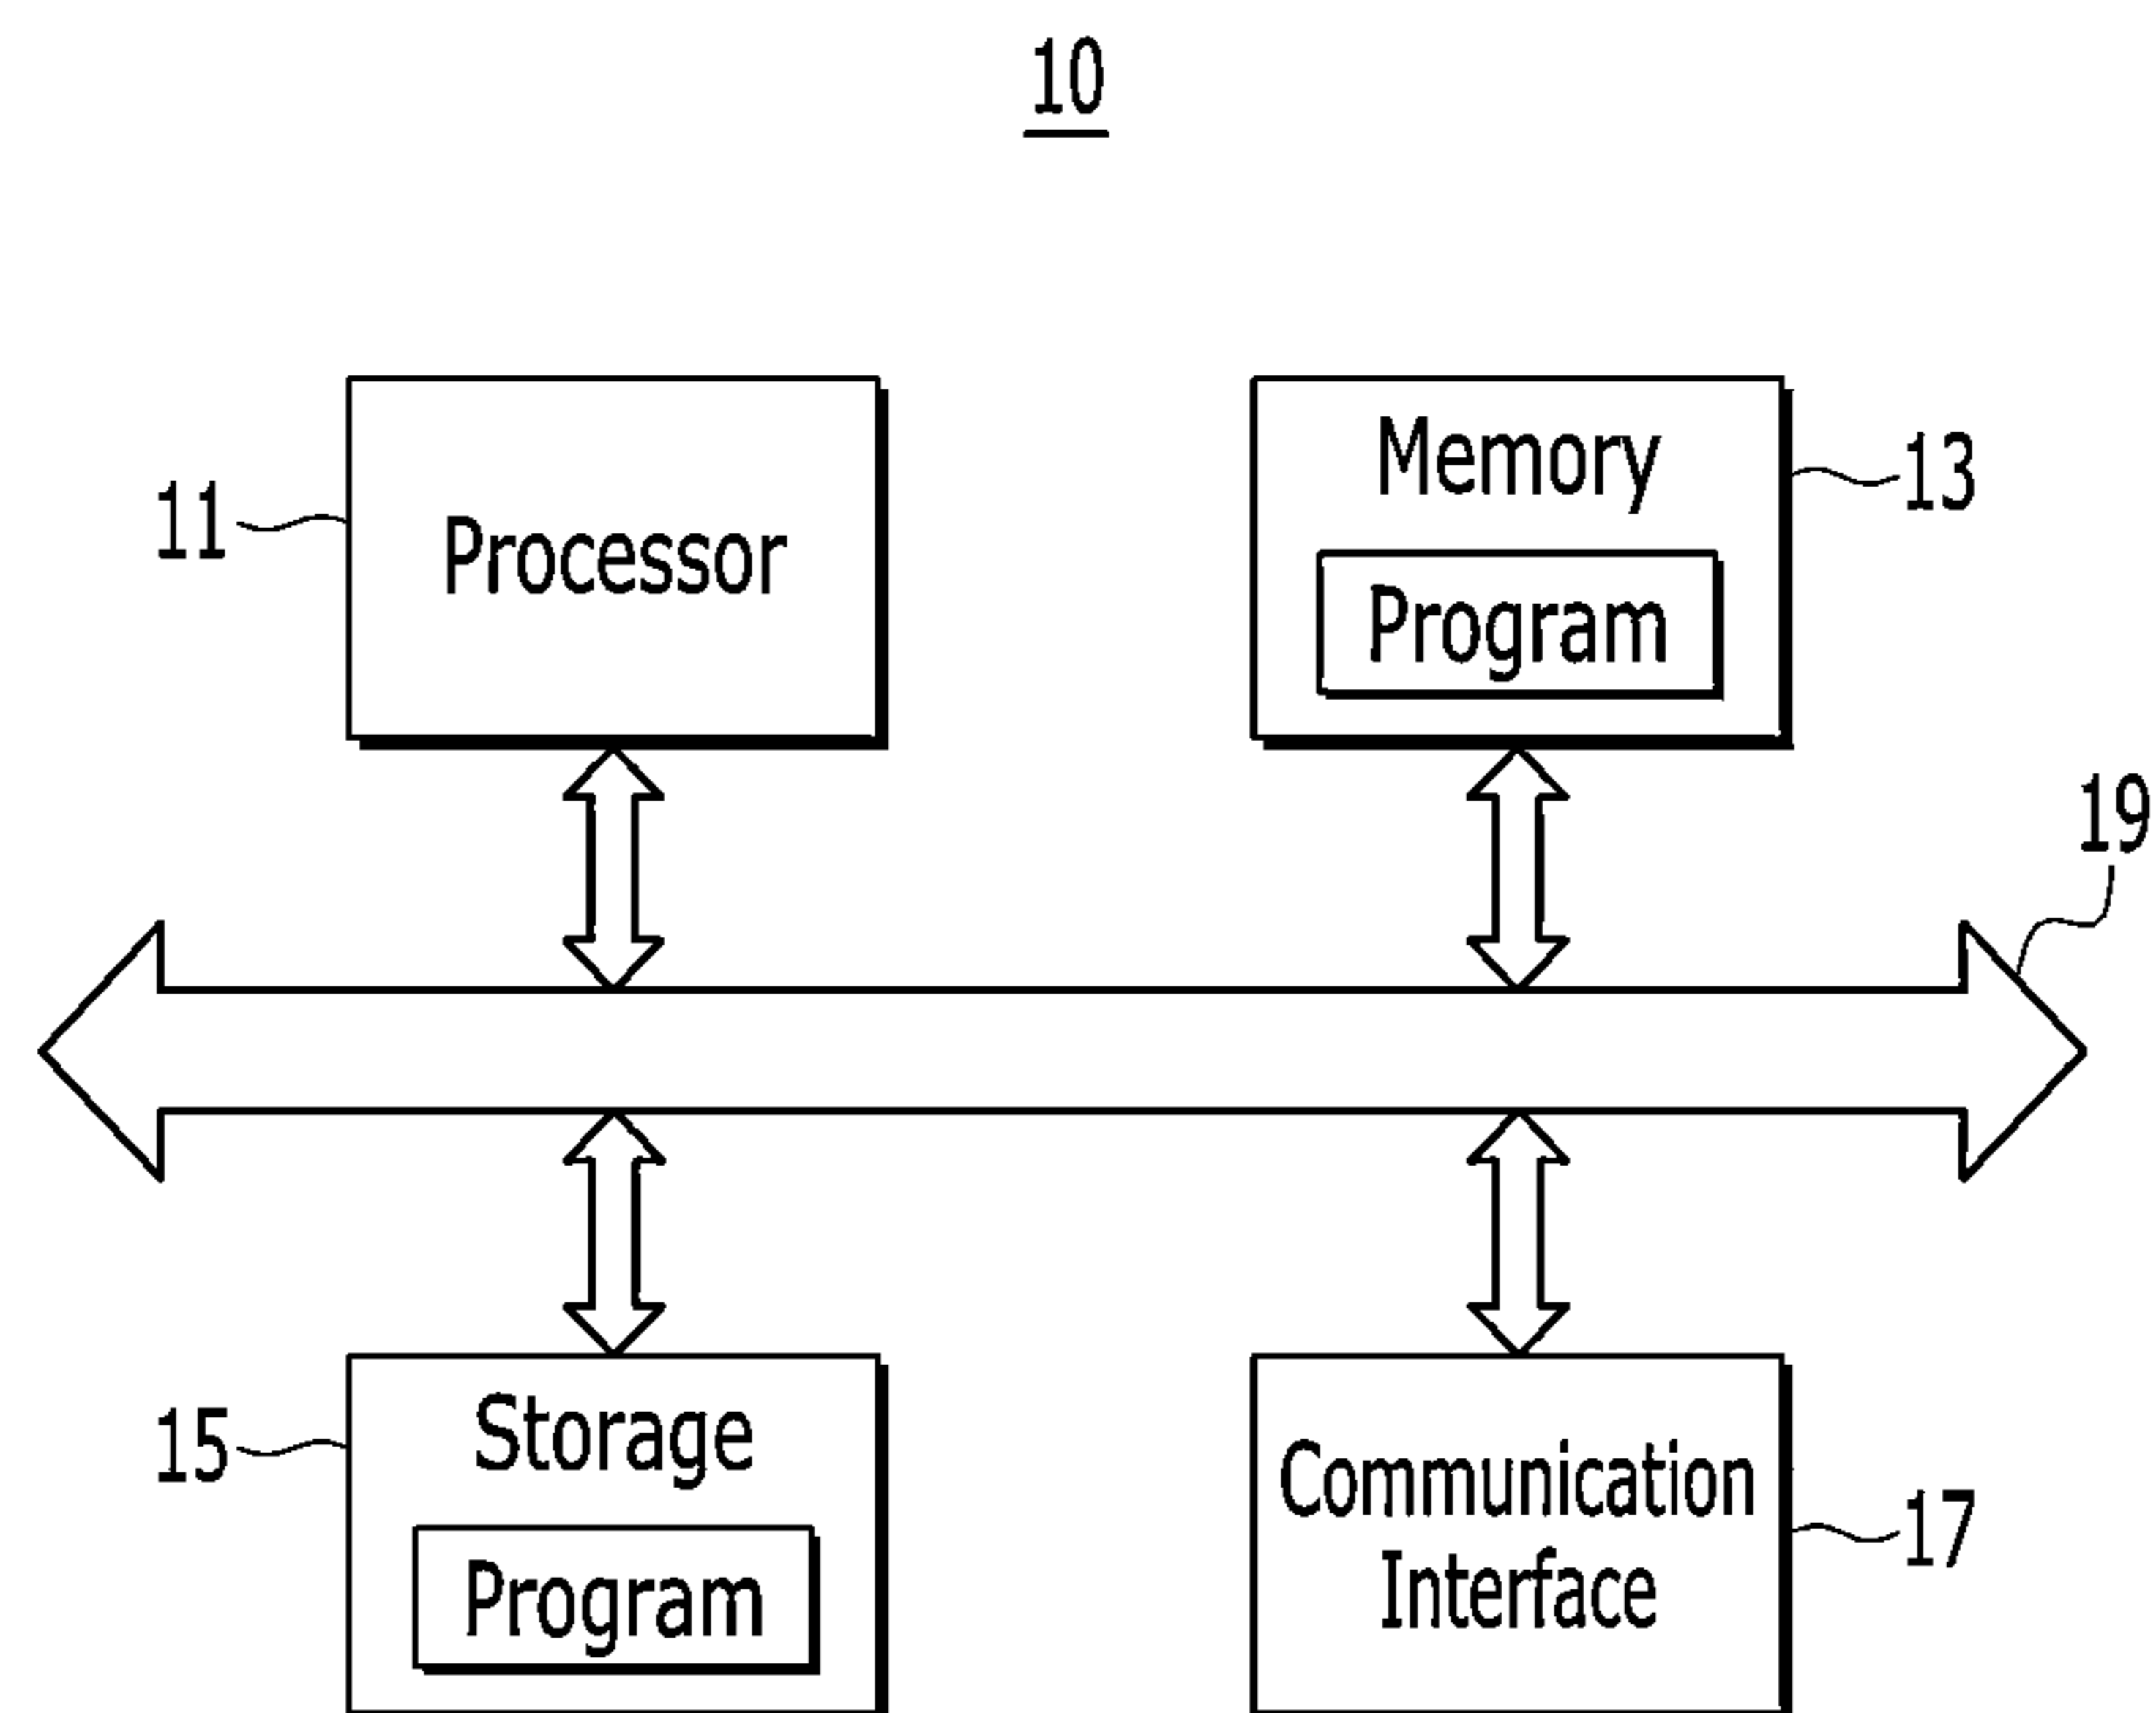 10
Processor
11
Memory
Program
13
19
Storage
Program
15
Communication
Interface
17